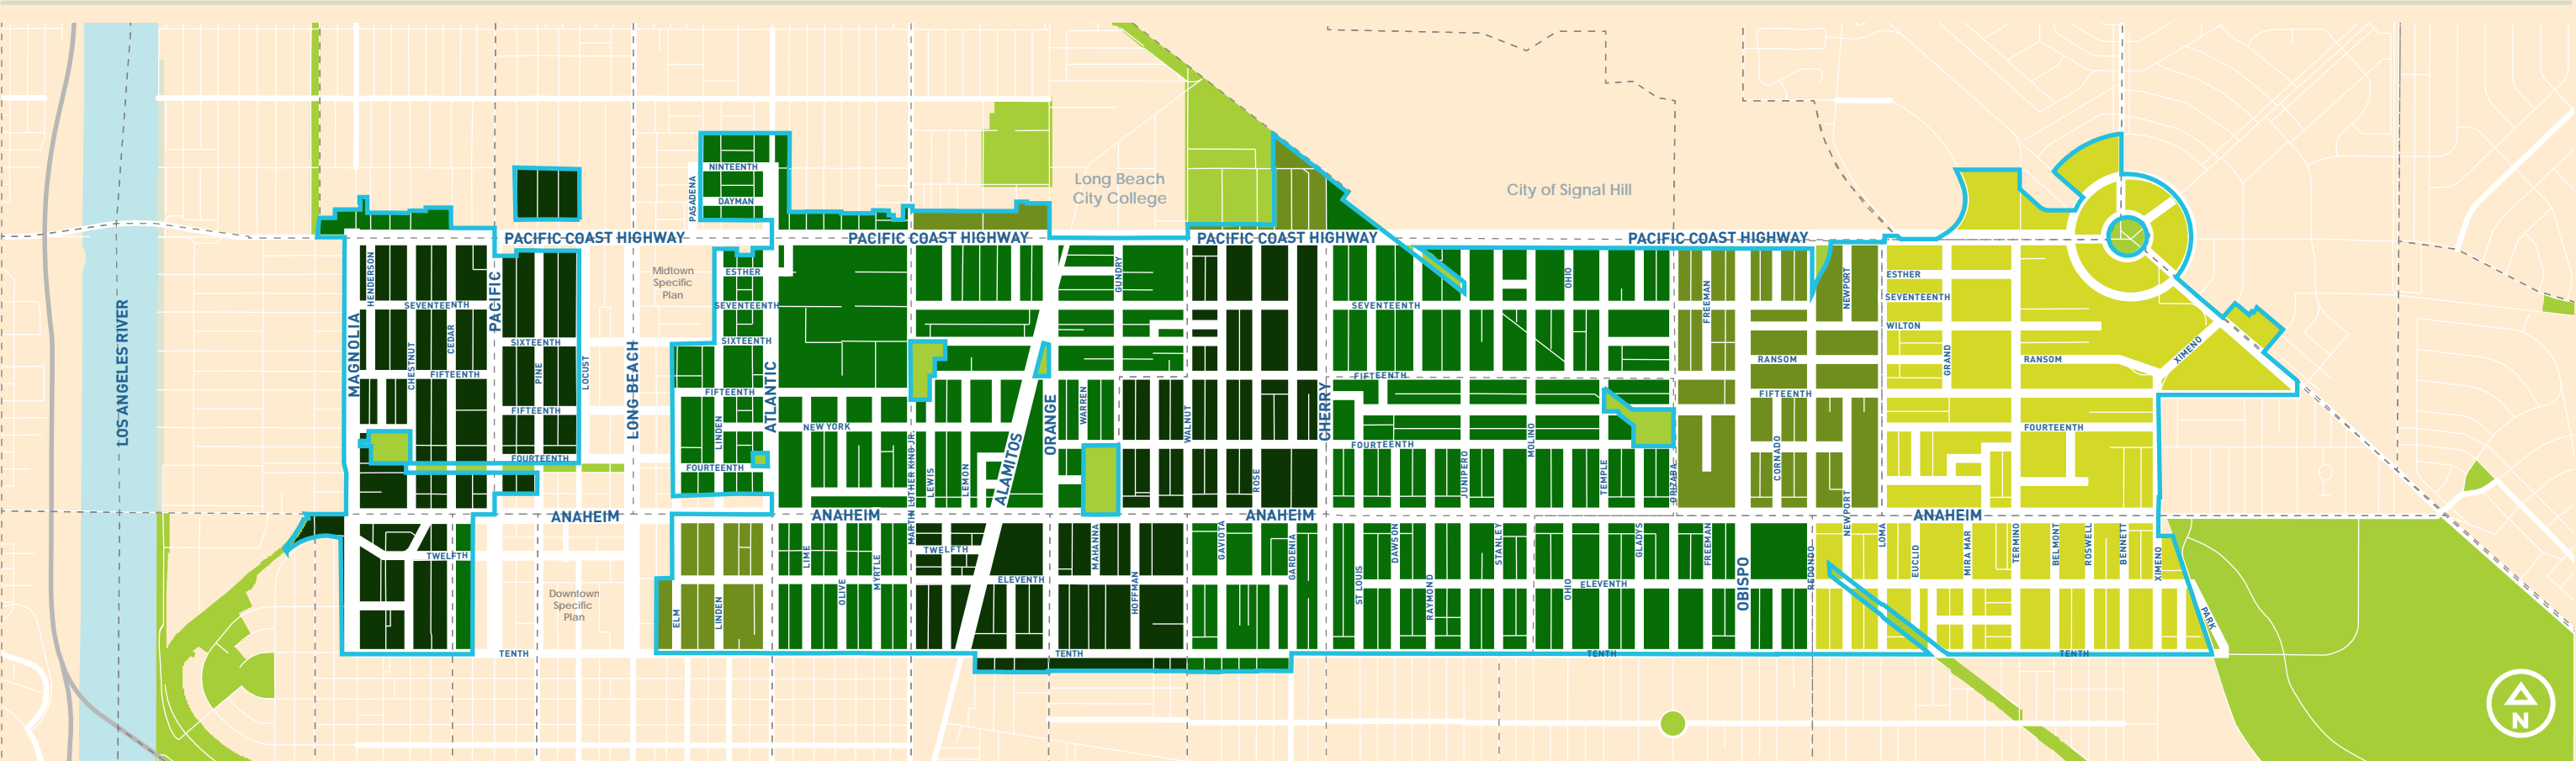 NINTEENTH
PASADENA
DAYMAN
Long Beach
City College
City of Signal Hill
PACIFIC COAST HIGHWAY
PACIFIC COAST HIGHWAY
PACIFIC COAST HIGHWAY
PACIFIC COAST HIGHWAY
LOS ANGELES RIVER
MAGNOLIA
HENDERSON
SEVENTEENTH
CHESTNUT
CEDAR
FIFTEENTH
PACIFIC
SIXTEENTH
PINE
FIFTEENTH
FOURTEENTH
LOCUST
LONG BEACH
Midtown
Specific
Plan
ESTHER
SEVENTEENTH
SIXTEENTH
FIFTEENTH
LINDEN
FOURTEENTH
ATLANTIC
NEW YORK
MARTIN LUTHER KING JR.
LEWIS
LEMON
ALAMITOS
ORANGE
WARREN
GUNDRY
WALNUT
ROSE
CHERRY
SEVENTEENTH
FIFTEENTH
FOURTEENTH
JUNIPERO
MOLINO
OHIO
TEMPLE
ORIZABA
FREEMAN
RANSOM
FIFTEENTH
CORNADO
NEWPORT
ESTHER
SEVENTEENTH
WILTON
GRAND
RANSOM
XIMENO
FOURTEENTH
ANAHEIM
ANAHEIM
ANAHEIM
ANAHEIM
TWELFTH
Downtown
Specific
Plan
ELM
LINDEN
LIME
OLIVE
MYRTLE
TWELFTH
ELEVENTH
MAHANNA
HOFFMAN
GAVIOTA
GARDENIA
ST LOUIS
DAWSON
RAYMOND
STANLEY
OHIO
ELEVENTH
GLADYS
FREEMAN
OBISPO
REDONDO
NEWPORT
LOMA
EUCLID
MIRA MAR
TERMINO
BELMONT
ROSWELL
BENNETT
XIMENO
PARK
TENTH
TENTH
TENTH
TENTH
N